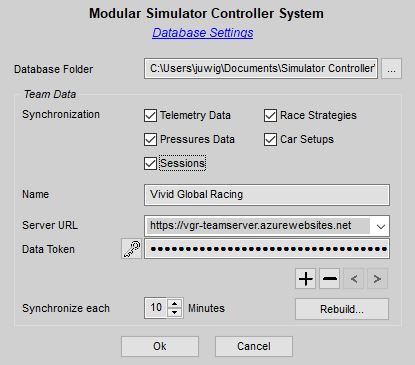 Modular Simulator Controller System
Database Settings
Database Folder C:\Users\juwig\Documents\Simulator Controller' ...
Team Data
Synchronization Telemetry Data Race Strategies
Pressures Data Car Setups
Sessions
Name Vivid Global Racing
Server URL https://vgr-teamserver.azurewebsites.net
Data Token
Synchronize each 10 Minutes Rebuild...
Ok Cancel